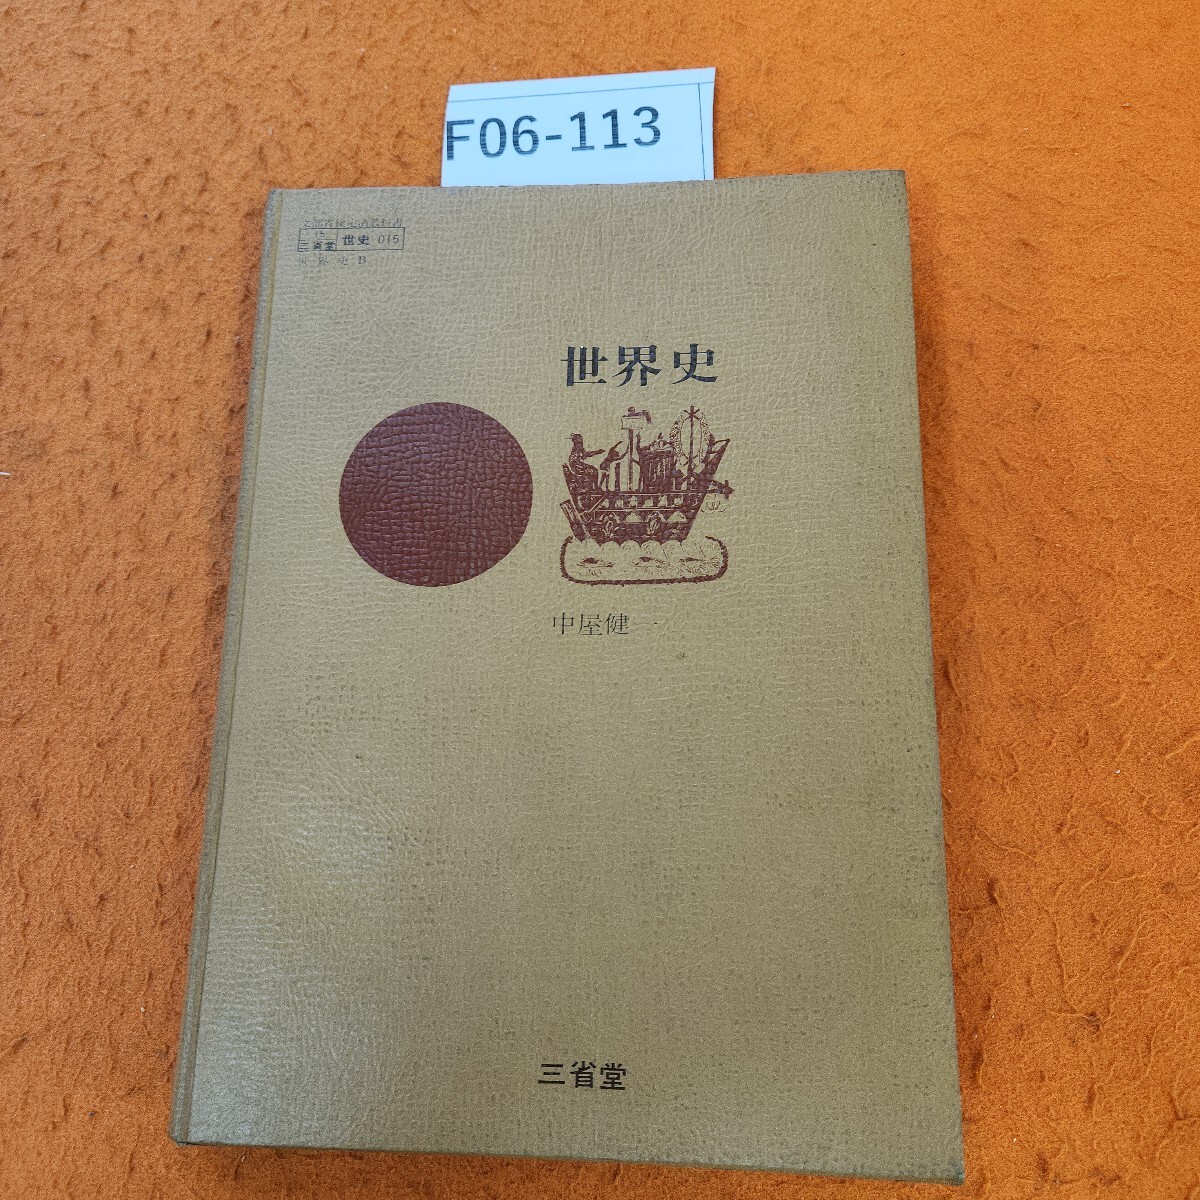 F06-113
文部省検定済教科書
15
三省堂 世史 015
世界史B
世界史
中屋健一
三省堂